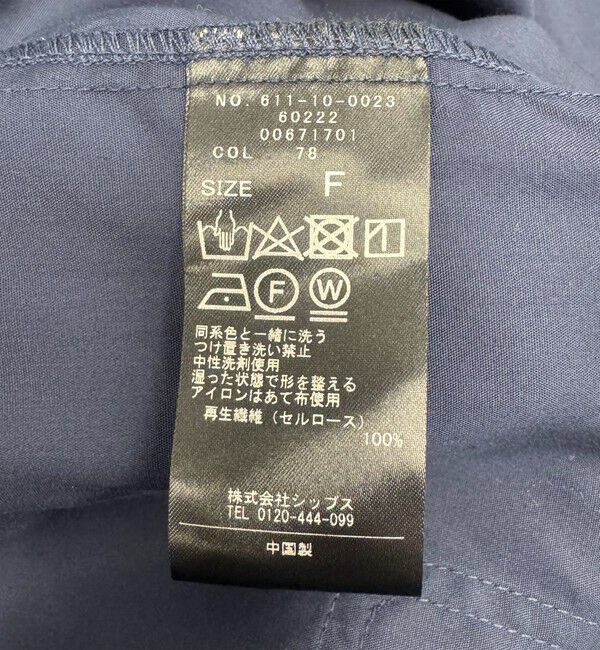 NO. 611-10-0023
60222
00671701
COL 78
SIZE F
F W
同系色と一緒に洗う
つけ置き洗い禁止
中性洗剤使用
湿った状態で形を整える
アイロンはあて布使用
再生繊維(セルロース)
100%
株式会社シップス
TEL 0120-444-099
中国製